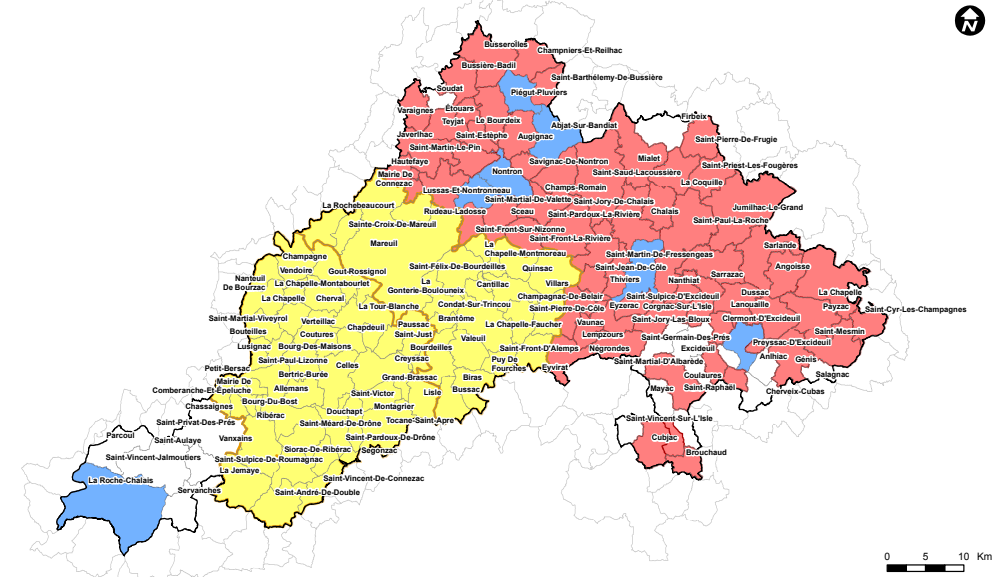 N
Busserolles
Champniers-Et-Reilhac
Bussière-Badil
Saint-Barthélemy-De-Bussière
Soudat
Piégut-Pluviers
Varaignes
Étouars
Firbeix
Teyjat
Le Bourdeix
Abjat-Sur-Bandiat
Javerlhac
Saint-Estèphe
Augignac
Saint-Pierre-De-Frugie
Saint-Martin-Le-Pin
Hautefaye
Savignac-De-Nontron
Mialet
Saint-Priest-Les-Fougères
Mairie De
Connezac
Nontron
Saint-Saud-Lacoussière
La Coquille
Lussas-Et-Nontronneau
Champs-Romain
Saint-Martial-De-Valette
Saint-Jory-De-Chalais
La Rochebeaucourt
Rudeau-Ladosse
Sceau
Saint-Pardoux-La-Rivière
Chalais
Jumilhac-Le-Grand
Saint-Paul-La-Roche
Sainte-Croix-De-Mareuil
Saint-Front-Sur-Nizonne
Saint-Front-La-Rivière
Mareuil
La
Chapelle-Montmoreau
Sarlande
Champagne
Saint-Martin-De-Fressengeas
Vendoire
Gout-Rossignol
Saint-Félix-De-Bourdeilles
Quinsac
Saint-Jean-De-Côle
Angoisse
Nanteuil
De Bourzac
La Chapelle-Montabourlet
La
Gonterie-Boulouneix
Cantillac
Villars
Thiviers
Nanthiat
Sarrazac
La Chapelle
Cherval
La Tour-Blanche
Condat-Sur-Trincou
Champagnac-De-Belair
Saint-Sulpice-D'Excideuil
Dussac
La Chapelle
Saint-Pierre-De-Côle
Eyzerac
Corgnac-Sur-L'Isle
Lanouaille
Payzac
Saint-Cyr-Les-Champagnes
Saint-Martial-Viveyrol
Verteillac
Chapdeuil
Paussac
Brantôme
La Chapelle-Faucher
Vaunac
Saint-Jory-Las-Bloux
Clermont-D'Excideuil
Bouteilles
Coutures
Saint-Just
Valeuil
Lempzours
Saint-Germain-Des-Prés
Saint-Mesmin
Lusignac
Bourg-Des-Maisons
Bourdeilles
Saint-Front-D'Alemps
Négrondes
Excideuil
Preyssac-D'Excideuil
Saint-Paul-Lizonne
Celles
Creyssac
Puy De
Fourches
Eyvirat
Saint-Martial-D'Albarède
Anlhiac
Génis
Petit-Bersac
Bertric-Burée
Grand-Brassac
Biras
Coulaures
Salagnac
Mairie De
Comberanche-Et-Épeluche
Allemans
Saint-Victor
Lisle
Bussac
Mayac
Saint-Raphaël
Cherveix-Cubas
Chassaignes
Bourg-Du-Bost
Montagrier
Saint-Privat-Des-Prés
Ribérac
Douchapt
Tocane-Saint-Apre
Saint-Vincent-Sur-L'Isle
Saint-Méard-De-Drône
Parcoul
Saint-Aulaye
Vanxains
Saint-Pardoux-De-Drône
Cubjac
Saint-Vincent-Jalmoutiers
Siorac-De-Ribérac
Segonzac
Brouchaud
Saint-Sulpice-De-Roumagnac
La Jemaye
La Roche-Chalais
Saint-Vincent-De-Connezac
Servanches
Saint-André-De-Double
0 5 10 Km